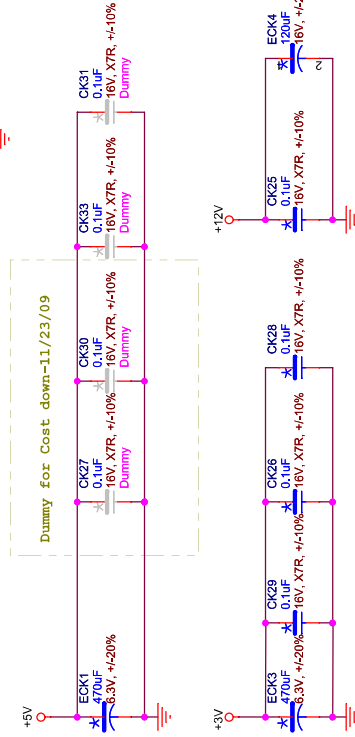 CK31
0.1uF
16V, X7R, +/-10%
Dummy
CK33
0.1uF
16V, X7R, +/-10%
Dummy
CK30
0.1uF
16V, X7R, +/-10%
Dummy
CK27
0.1uF
16V, X7R, +/-10%
Dummy
Dummy for Cost down-11/23/09
ECK1
470uF
6.3V, +/-20%
+5V
ECK4
120uF
16V, +/-2
2
CK25
0.1uF
16V, X7R, +/-10%
+12V
CK28
0.1uF
16V, X7R, +/-10%
CK26
0.1uF
16V, X7R, +/-10%
CK29
0.1uF
16V, X7R, +/-10%
ECK3
470uF
6.3V, +/-20%
+3V